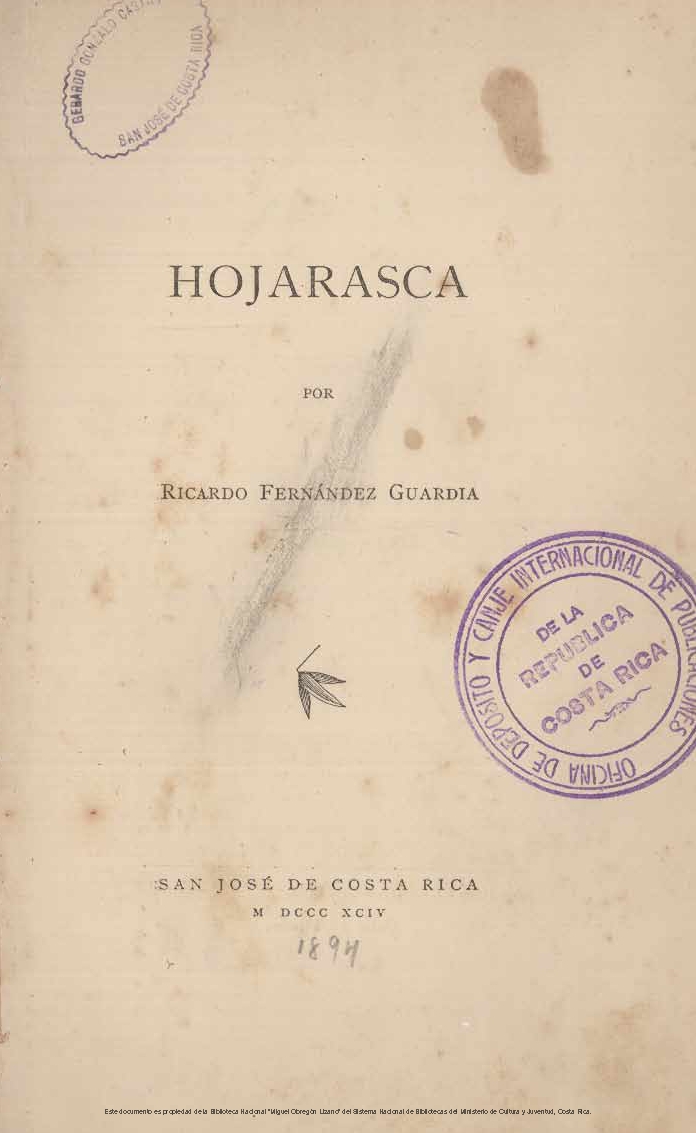 GERARDO GONZALO
SAN JOSÉ DE COSTA RICA
HOJARASCA
POR
RICARDO FERNÁNDEZ GUARDIA
OFICINA DE DEPOSITO Y CANJE INTERNACIONAL DE PUBLICACIONES
DE LA
REPUBLICA
DE
COSTA RICA
SAN JOSÉ DE COSTA RICA
M DCCC XCIV
1894
Este documento es propiedad de la Biblioteca Nacional "Miguel Obregón Lizano" del Sistema Nacional de Bibliotecas del Ministerio de Cultura y Juventud, Costa Rica.